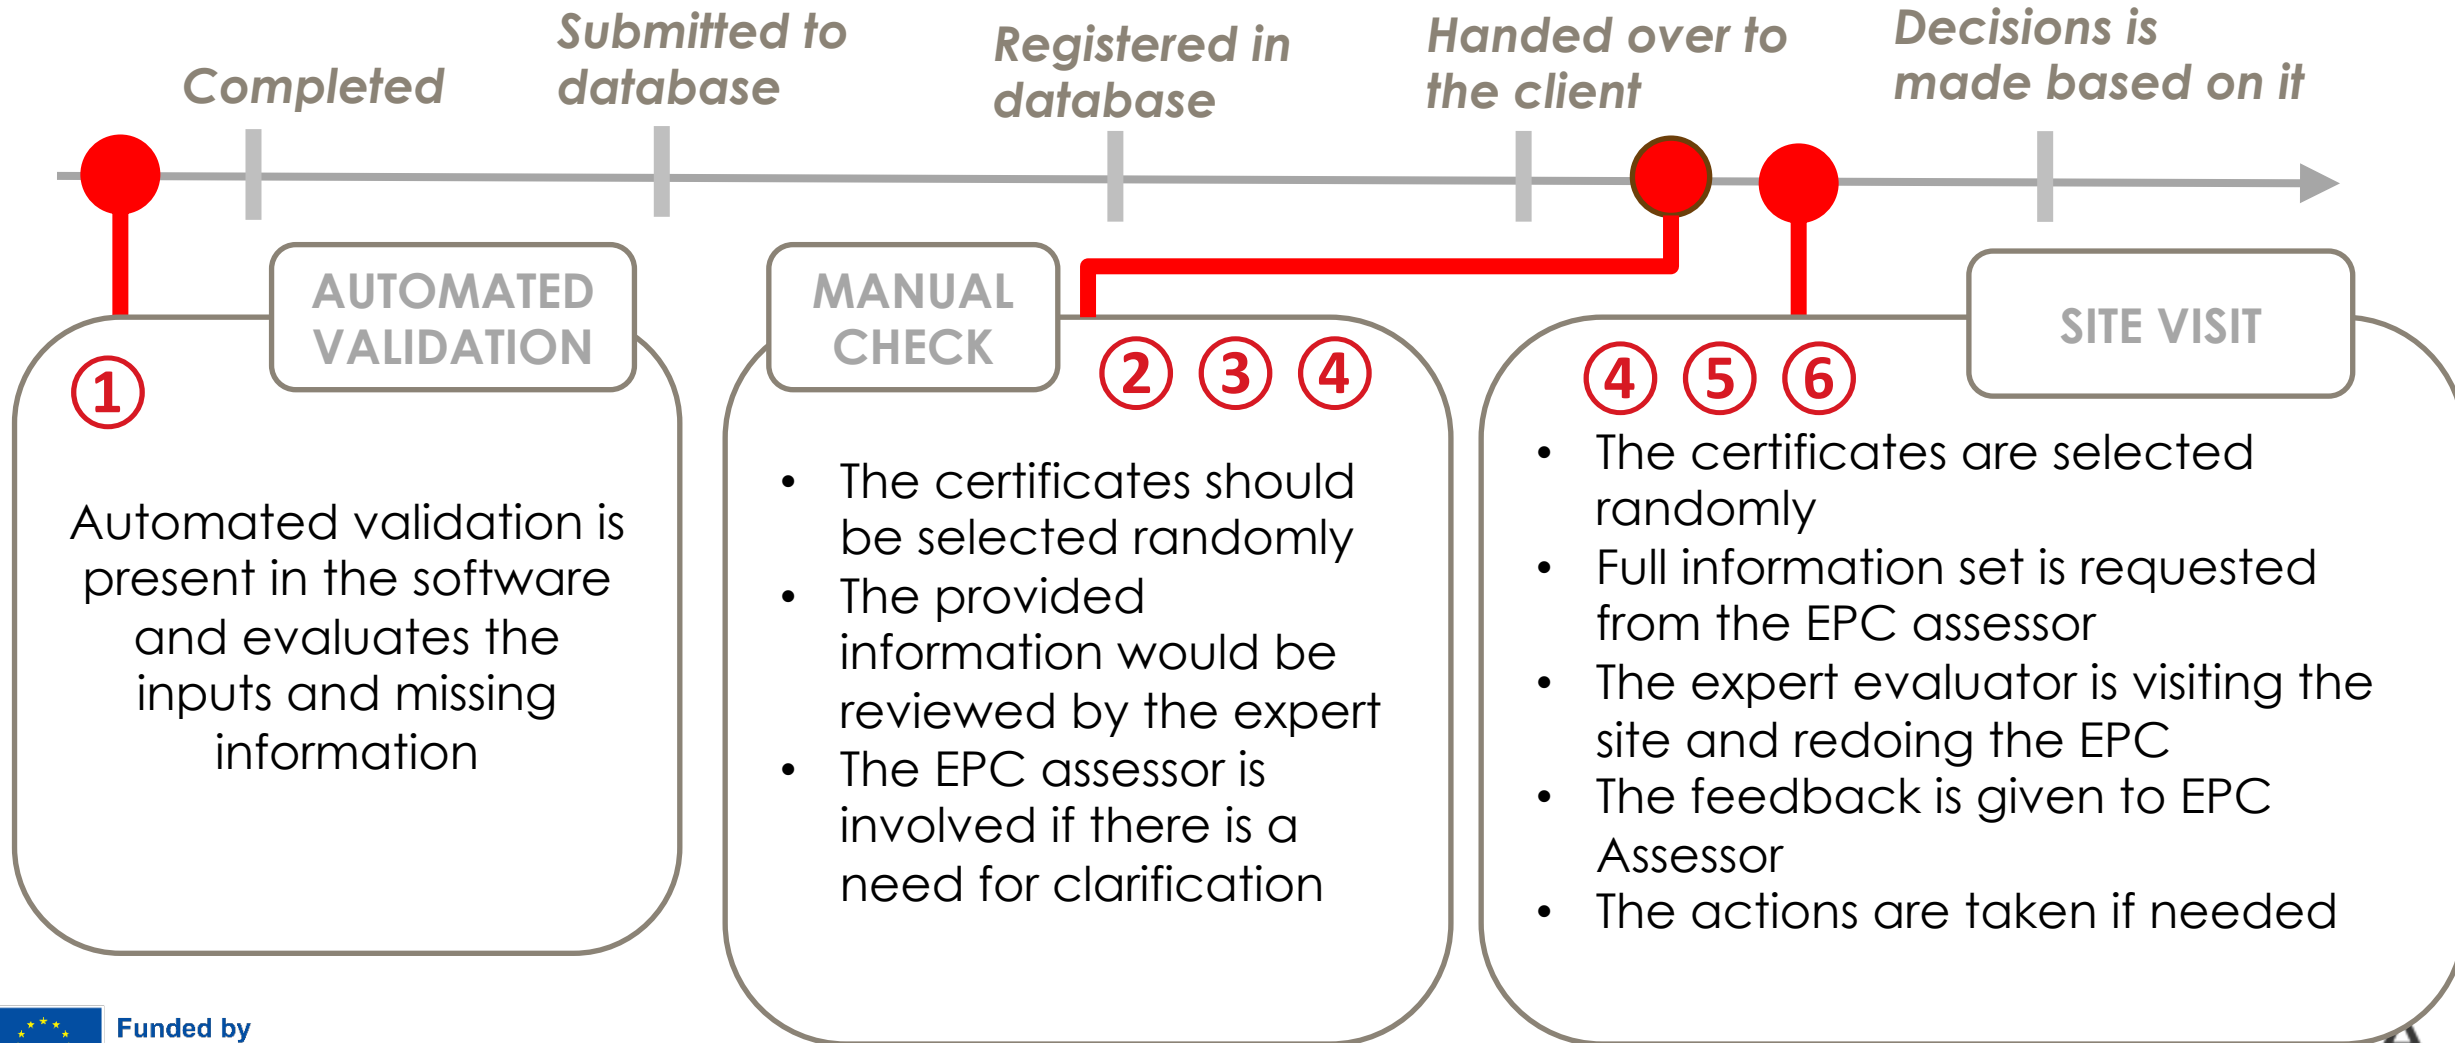 Completed
Submitted to
database
Registered in
database
Handed over to
the client
Decisions is
made based on it
AUTOMATED
VALIDATION
①
Automated validation is
present in the software
and evaluates the
inputs and missing
information
MANUAL
CHECK
② ③ ④
• The certificates should
be selected randomly
• The provided
information would be
reviewed by the expert
• The EPC assessor is
involved if there is a
need for clarification
SITE VISIT
④ ⑤ ⑥
• The certificates are selected
randomly
• Full information set is requested
from the EPC assessor
• The expert evaluator is visiting the
site and redoing the EPC
• The feedback is given to EPC
Assessor
• The actions are taken if needed
Funded by